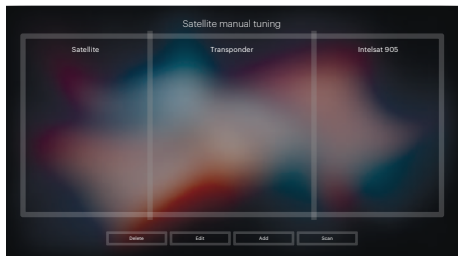 Satellite manual tuning
Satellite Transponder Intelsat 905
Delete Edit Add Scan